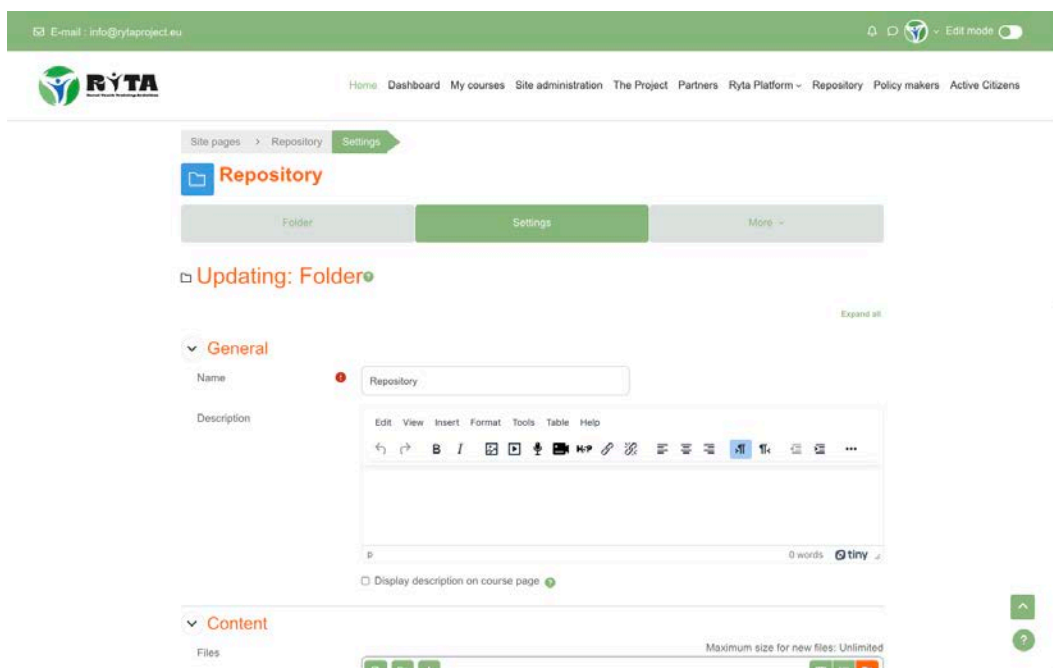 E-mail : info@rytaproject.eu
Edit mode
RYTA
Home Dashboard My courses Site administration The Project Partners Ryta Platform Repository Policy makers Active Citizens
Site pages > Repository Settings
Repository
Folder Settings More
Updating: Folder
Expand all
General
Name
Repository
Description
Edit View Insert Format Tools Table Help
B I H-P
p 0 words tiny
Display description on course page
Content
Files Maximum size for new files: Unlimited